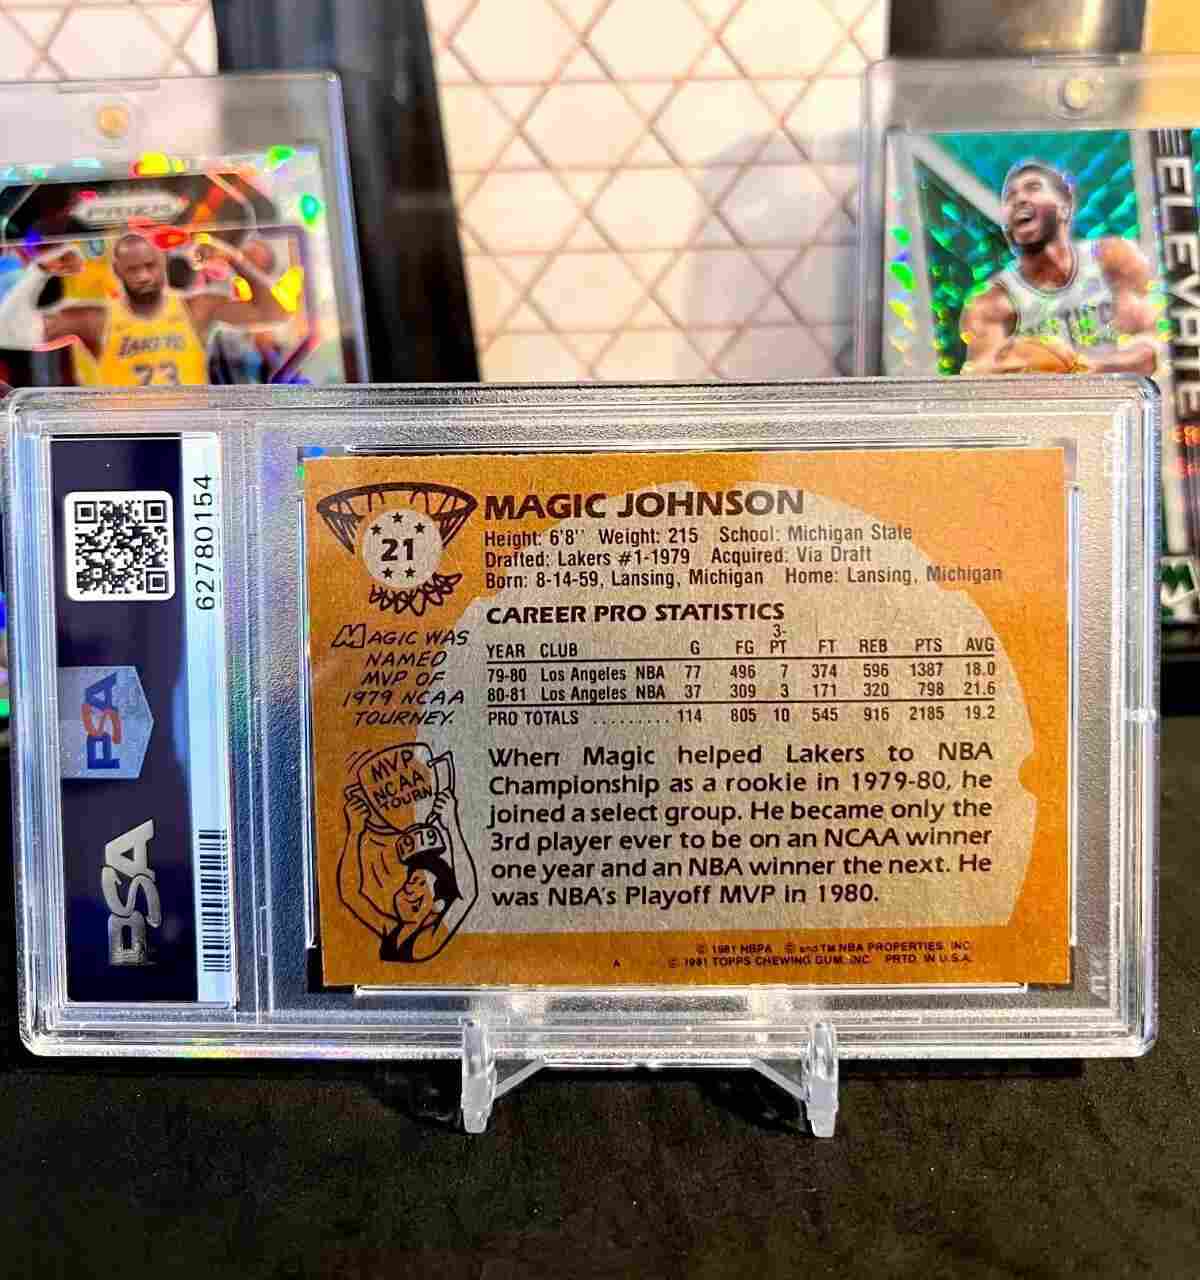 PRIZM
LAKERS
23
ELEVATE
CELTICS
62780154
PSA
PSA
21
MAGIC JOHNSON
Height: 6'8'' Weight: 215 School: Michigan State
Drafted: Lakers #1-1979 Acquired: Via Draft
Born: 8-14-59, Lansing, Michigan Home: Lansing, Michigan
MAGIC WAS
NAMED
MVP OF
1979 NCAA
TOURNEY.
MVP
NCAA
TOURN.
1979
CAREER PRO STATISTICS
YEAR CLUB G FG 3-PT FT REB PTS AVG
79-80 Los Angeles NBA 77 496 7 374 596 1387 18.0
80-81 Los Angeles NBA 37 309 3 171 320 798 21.6
PRO TOTALS ......... 114 805 10 545 916 2185 19.2
When Magic helped Lakers to NBA
Championship as a rookie in 1979-80, he
joined a select group. He became only the
3rd player ever to be on an NCAA winner
one year and an NBA winner the next. He
was NBA's Playoff MVP in 1980.
© 1981 NBPA © and TM NBA PROPERTIES, INC.
A © 1981 TOPPS CHEWING GUM, INC. PRTD. IN U.S.A.